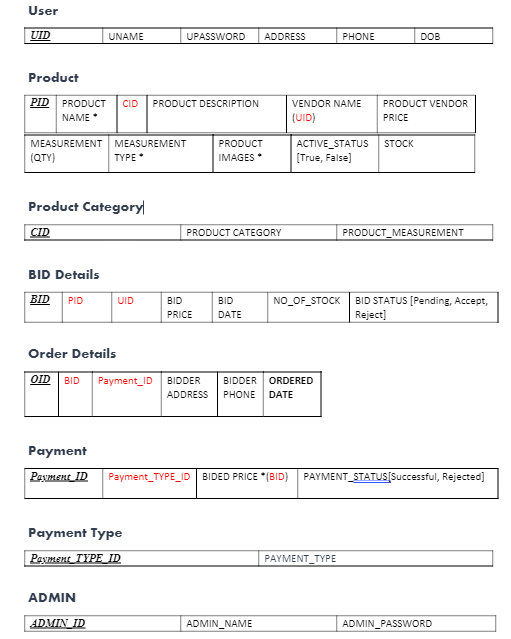 User
UID UNAME UPASSWORD ADDRESS PHONE DOB
Product
PID PRODUCT NAME * CID PRODUCT DESCRIPTION VENDOR NAME (UID) PRODUCT VENDOR PRICE
MEASUREMENT (QTY) MEASUREMENT TYPE * PRODUCT IMAGES * ACTIVE_STATUS [True, False] STOCK
Product Category
CID PRODUCT CATEGORY PRODUCT_MEASUREMENT
BID Details
BID PID UID BID PRICE BID DATE NO_OF_STOCK BID STATUS [Pending, Accept, Reject]
Order Details
OID BID Payment_ID BIDDER ADDRESS BIDDER PHONE ORDERED DATE
Payment
Payment_ID Payment_TYPE_ID BIDED PRICE *(BID) PAYMENT_STATUS[Successful, Rejected]
Payment Type
Payment_TYPE_ID PAYMENT_TYPE
ADMIN
ADMIN_ID ADMIN_NAME ADMIN_PASSWORD